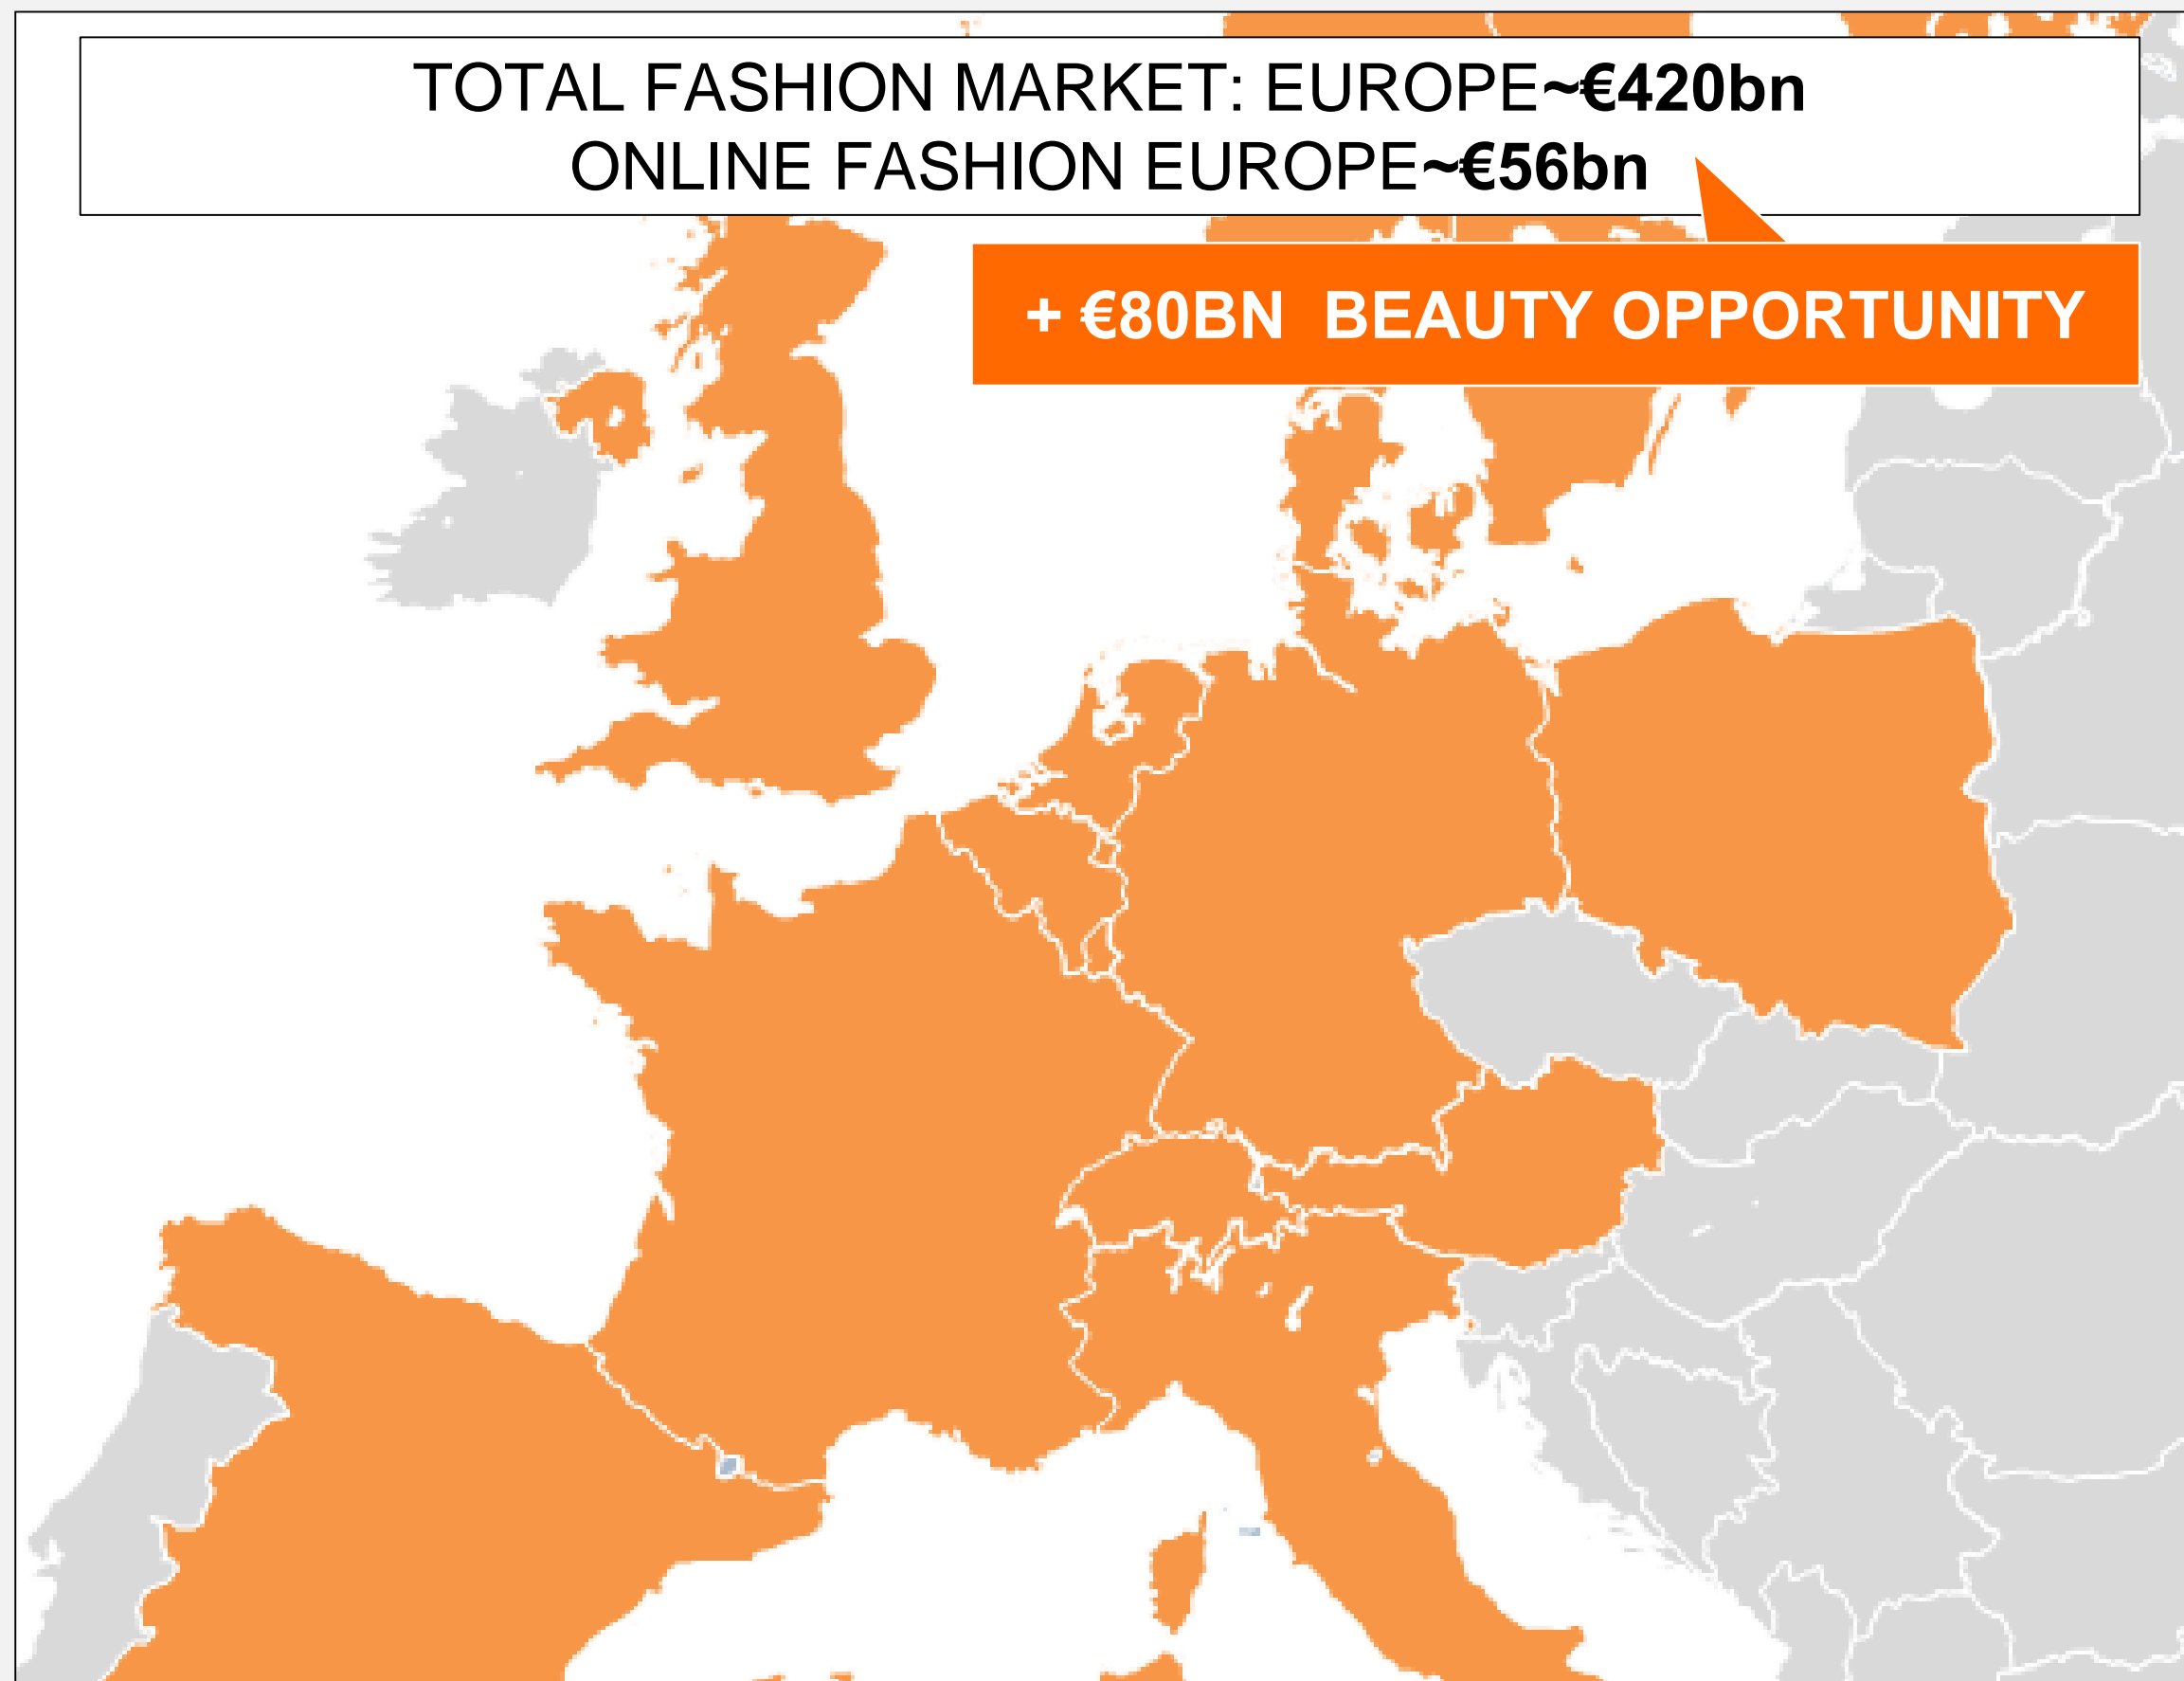 TOTAL FASHION MARKET: EUROPE~€420bn
ONLINE FASHION EUROPE~€56bn
+ €80BN BEAUTY OPPORTUNITY